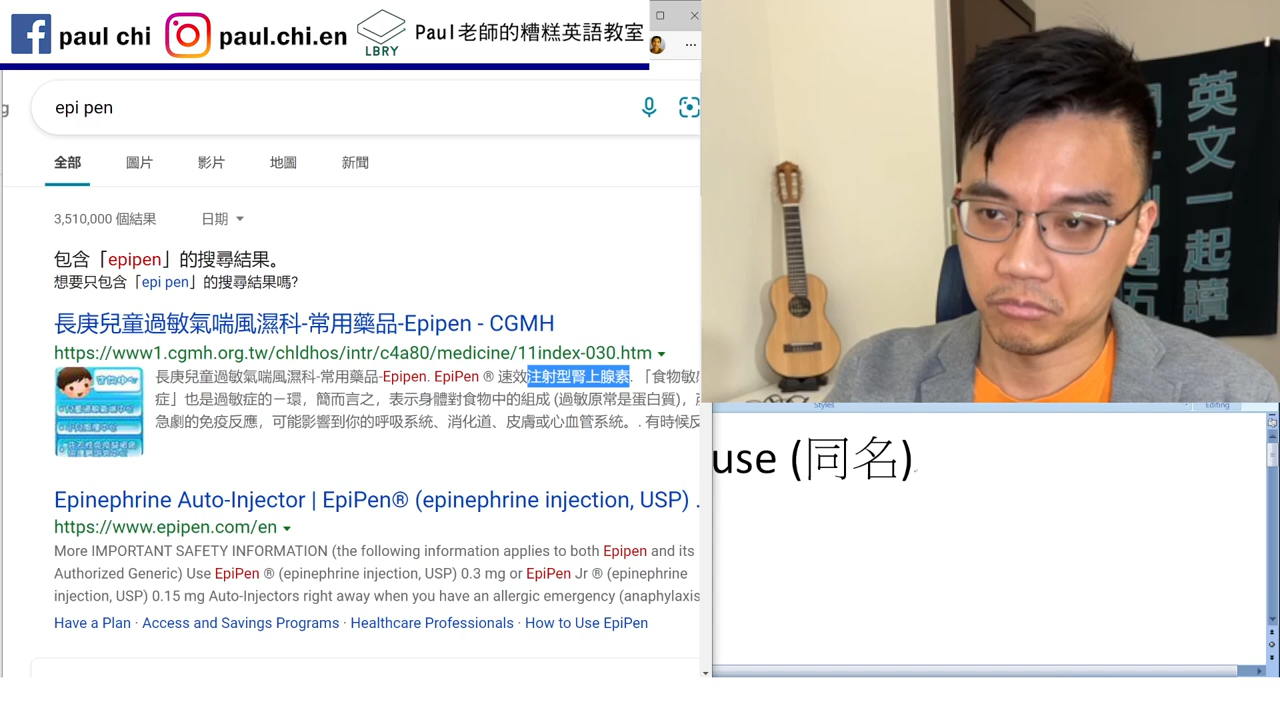 paul chi
paul.chi.en
LBRY
Paul老師的糟糕英語教室
g
epi pen
全部
圖片
影片
地圖
新聞
3,510,000 個結果
日期
包含「epipen」的搜尋結果。
想要只包含「epi pen」的搜尋結果嗎?
長庚兒童過敏氣喘風濕科-常用藥品-Epipen - CGMH
https://www1.cgmh.org.tw/chldhos/intr/c4a80/medicine/11index-030.htm
長庚兒童過敏氣喘風濕科-常用藥品-Epipen. EpiPen ® 速效注射型腎上腺素. 「食物敏
症」也是過敏症的一環，簡而言之，表示身體對食物中的組成 (過敏原常是蛋白質)，
急劇的免疫反應，可能影響到你的呼吸系統、消化道、皮膚或心血管系統。. 有時候反
Epinephrine Auto-Injector | EpiPen® (epinephrine injection, USP) .
https://www.epipen.com/en
More IMPORTANT SAFETY INFORMATION (the following information applies to both Epipen and its
Authorized Generic) Use EpiPen ® (epinephrine injection, USP) 0.3 mg or EpiPen Jr ® (epinephrine
injection, USP) 0.15 mg Auto-Injectors right away when you have an allergic emergency (anaphylaxis
Have a Plan · Access and Savings Programs · Healthcare Professionals · How to Use EpiPen
英文一起讀
週五
Styles
Editing
use (同名)